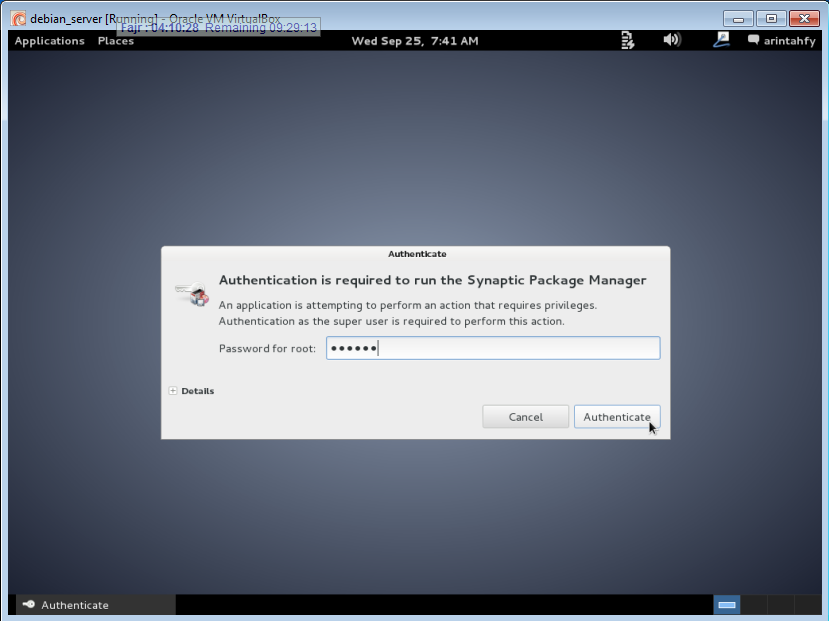 debian_server [Running] - Oracle VM VirtualBox
Fajr : 04:10:28 Remaining 09:29:13
Applications Places Wed Sep 25, 7:41 AM arintahfy
Authenticate
Authentication is required to run the Synaptic Package Manager
An application is attempting to perform an action that requires privileges.
Authentication as the super user is required to perform this action.
Password for root: ••••••
Details
Cancel Authenticate
Authenticate